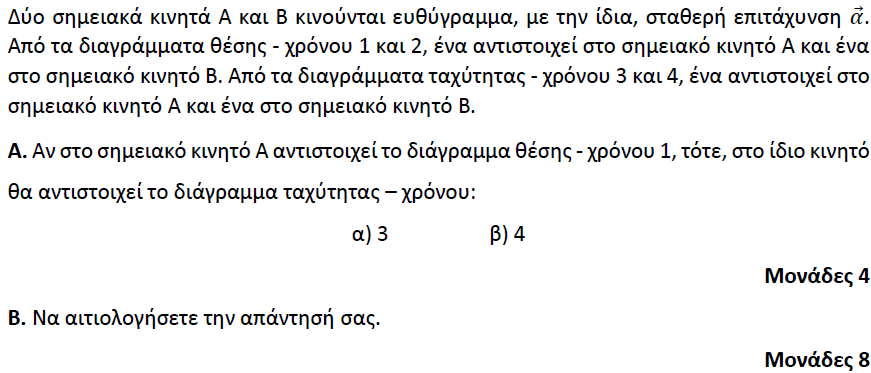 Δύο σημειακά κινητά Α και Β κινούνται ευθύγραμμα, με την ίδια, σταθερή επιτάχυνση α⃗.
Από τα διαγράμματα θέσης - χρόνου 1 και 2, ένα αντιστοιχεί στο σημειακό κινητό Α και ένα
στο σημειακό κινητό Β. Από τα διαγράμματα ταχύτητας - χρόνου 3 και 4, ένα αντιστοιχεί στο
σημειακό κινητό Α και ένα στο σημειακό κινητό Β.
Α. Αν στο σημειακό κινητό Α αντιστοιχεί το διάγραμμα θέσης - χρόνου 1, τότε, στο ίδιο κινητό
θα αντιστοιχεί το διάγραμμα ταχύτητας – χρόνου:
α) 3 β) 4
Μονάδες 4
Β. Να αιτιολογήσετε την απάντησή σας.
Μονάδες 8